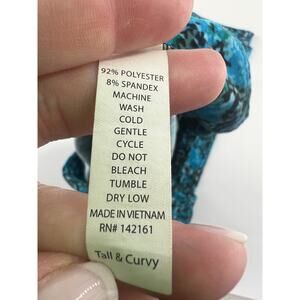 92% POLYESTER
8% SPANDEX
MACHINE
WASH
COLD
GENTLE
CYCLE
DO NOT
BLEACH
TUMBLE
DRY LOW
MADE IN VIETNAM
RN# 142161
Tall & Curvy